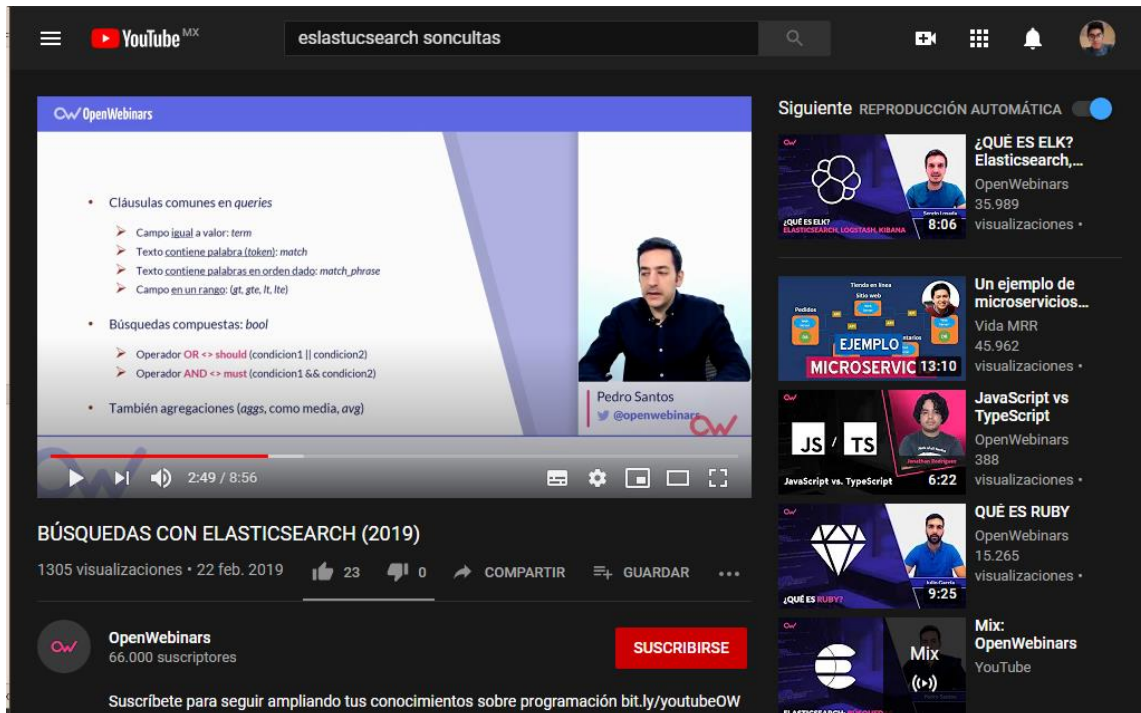 YouTube MX
eslastucsearch soncultas
OpenWebinars
• Cláusulas comunes en queries
➢ Campo igual a valor: term
➢ Texto contiene palabra (token): match
➢ Texto contiene palabras en orden dado: match_phrase
➢ Campo en un rango: (gt, gte, lt, lte)
• Búsquedas compuestas: bool
➢ Operador OR <> should (condicion1 || condicion2)
➢ Operador AND <> must (condicion1 && condicion2)
• También agregaciones (aggs, como media, avg)
Pedro Santos
@openwebinars
2:49 / 8:56
BÚSQUEDAS CON ELASTICSEARCH (2019)
1305 visualizaciones • 22 feb. 2019
23
0
COMPARTIR
GUARDAR
OpenWebinars
66.000 suscriptores
SUSCRIBIRSE
Suscríbete para seguir ampliando tus conocimientos sobre programación bit.ly/youtubeOW
Siguiente
REPRODUCCIÓN AUTOMÁTICA
¿QUÉ ES ELK?
ELASTICSEARCH, LOGSTASH, KIBANA
8:06
¿QUÉ ES ELK?
Elasticsearch,...
OpenWebinars
35.989
visualizaciones •
Tienda en línea
Sitio web
Pedidos
EJEMPLO
MICROSERVIC
13:10
Un ejemplo de
microservicios...
Vida MRR
45.962
visualizaciones •
JS / TS
JavaScript vs. TypeScript
6:22
JavaScript vs
TypeScript
OpenWebinars
388
visualizaciones •
¿QUÉ ES RUBY?
9:25
QUÉ ES RUBY
OpenWebinars
15.265
visualizaciones •
Mix
Mix:
OpenWebinars
YouTube